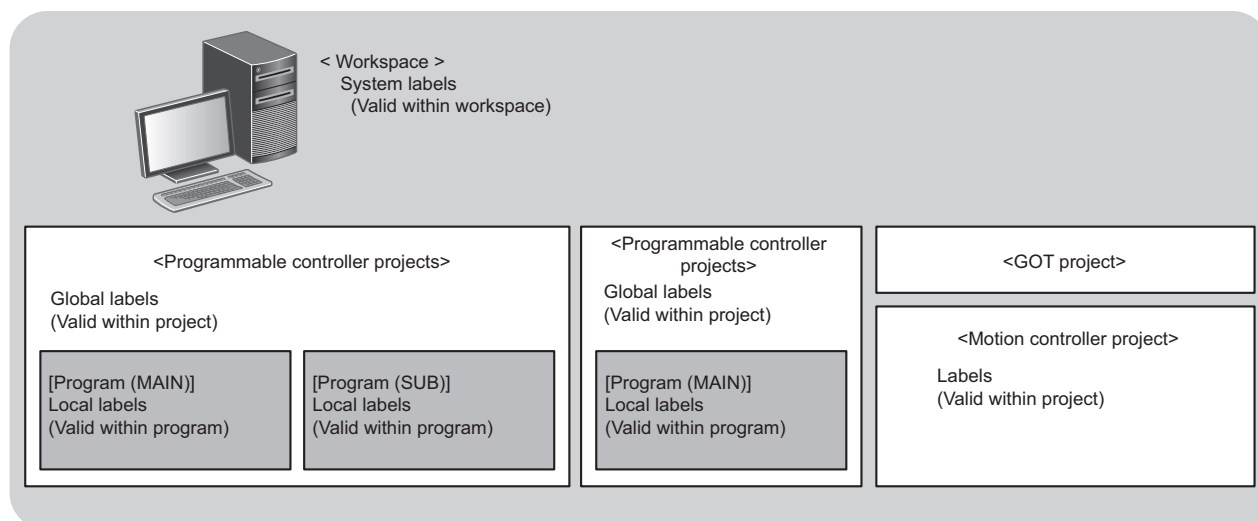 < Workspace >
System labels
(Valid within workspace)
<Programmable controller projects>
Global labels
(Valid within project)
[Program (MAIN)]
Local labels
(Valid within program)
[Program (SUB)]
Local labels
(Valid within program)
<Programmable controller
projects>
Global labels
(Valid within project)
[Program (MAIN)]
Local labels
(Valid within program)
<GOT project>
<Motion controller project>
Labels
(Valid within project)